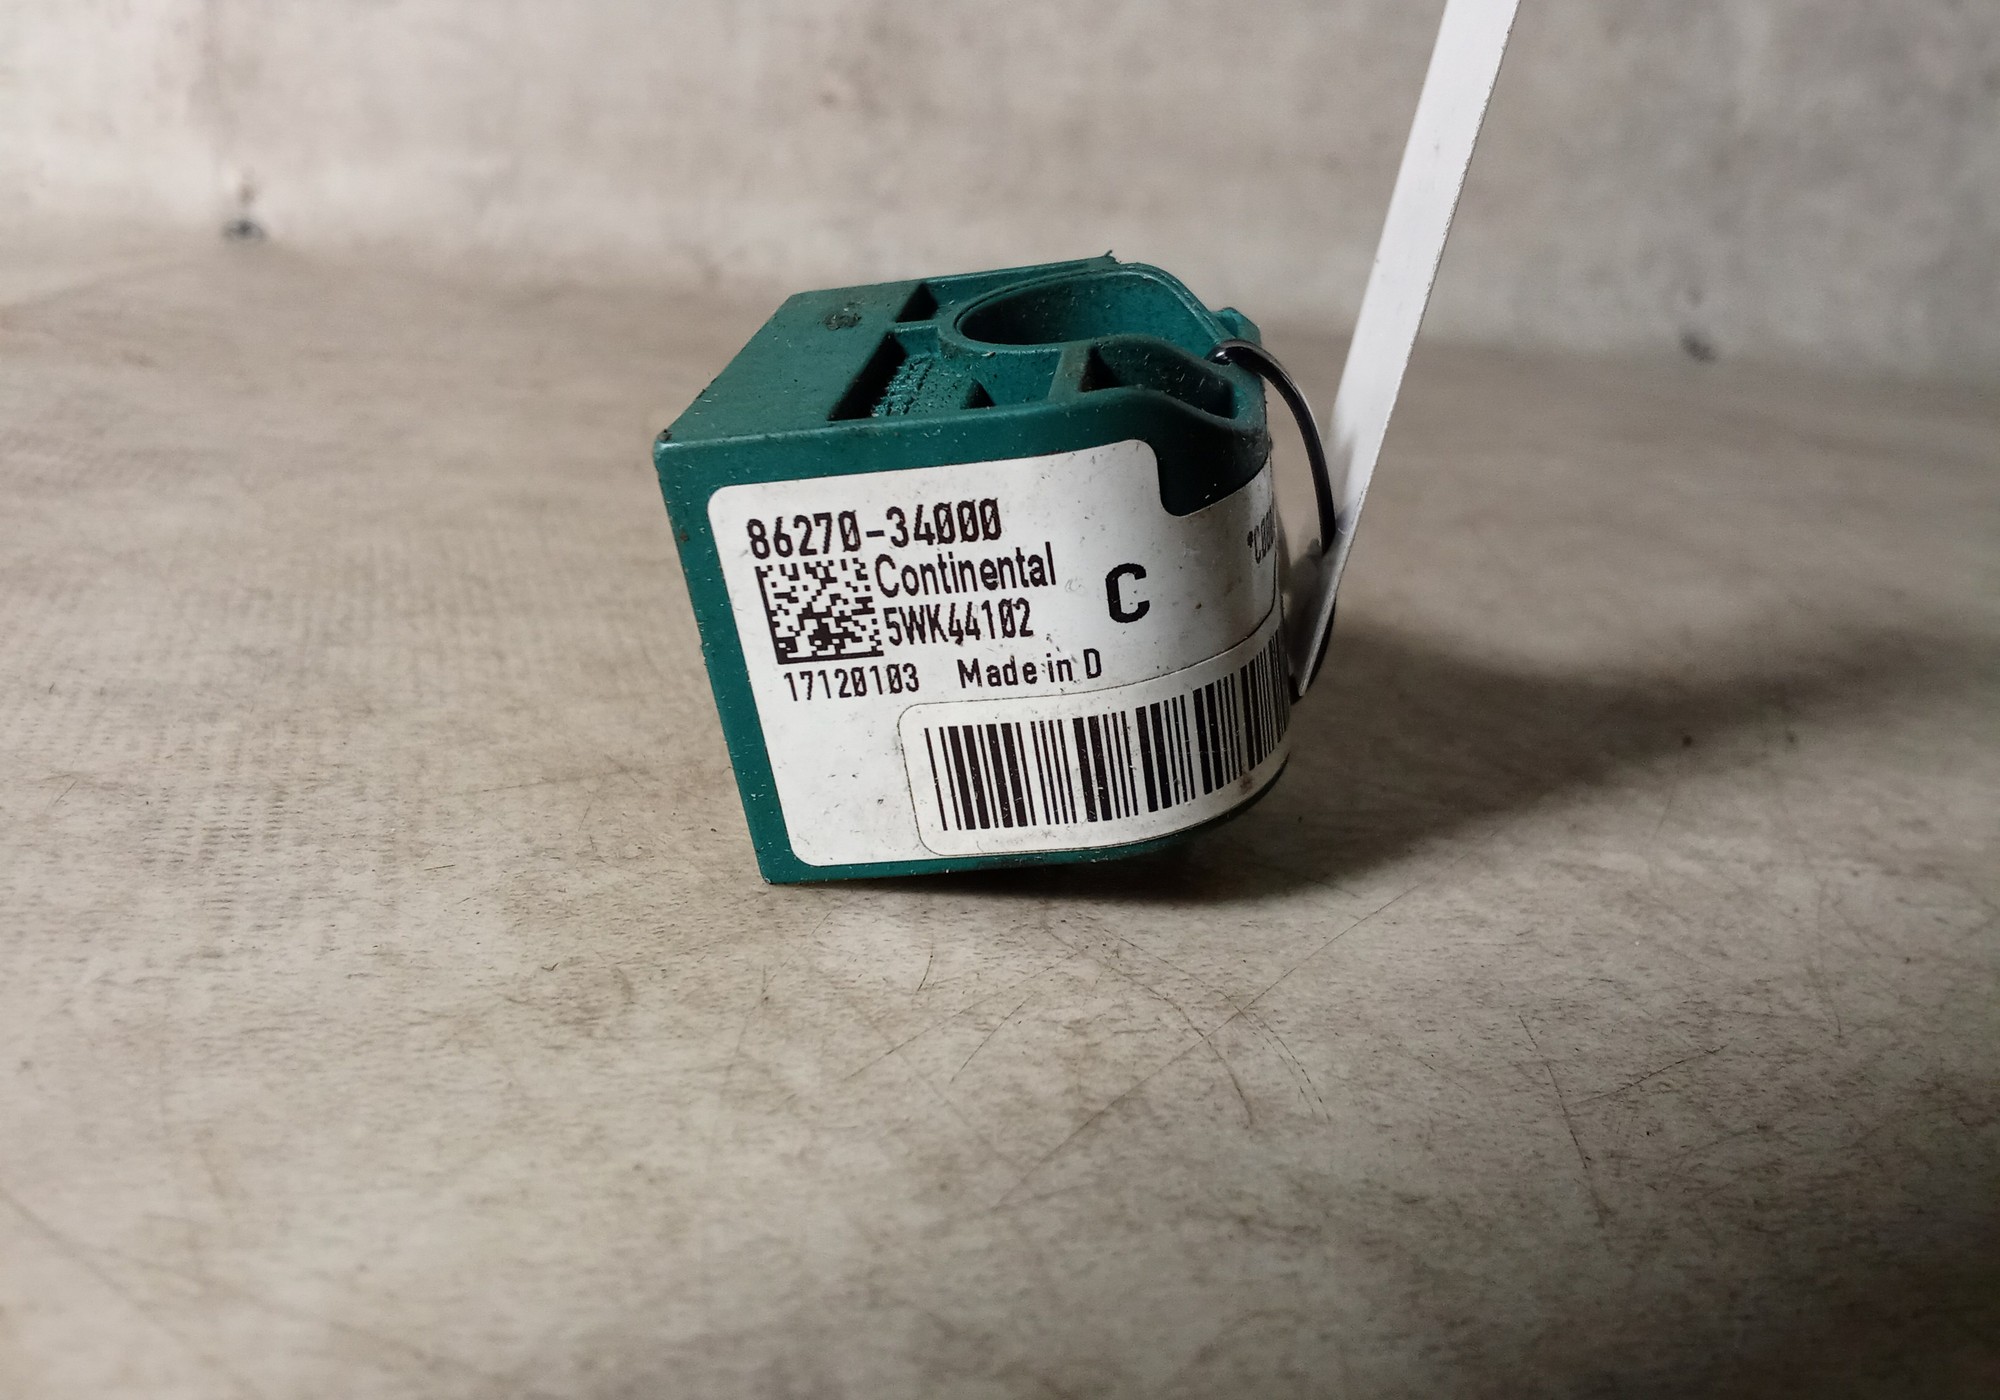 86270-34000
Continental
5WK44102
C
17120103 Made in D